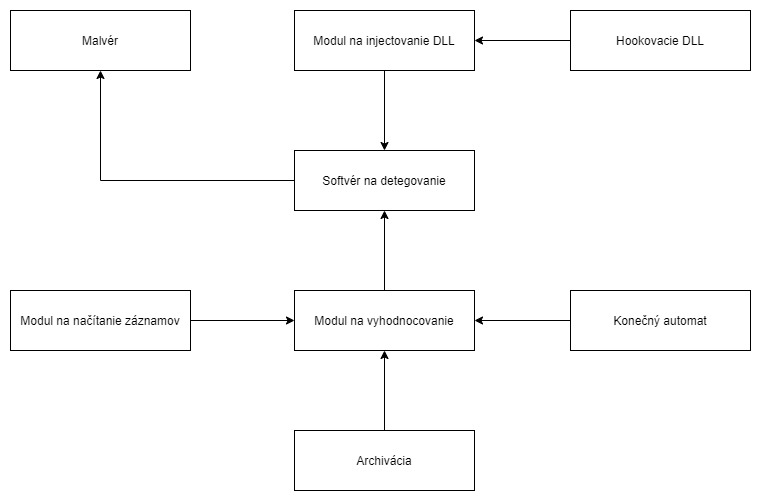 Malvér
Modul na injectovanie DLL
Hookovacie DLL
Softvér na detegovanie
Modul na načítanie záznamov
Modul na vyhodnocovanie
Konečný automat
Archivácia